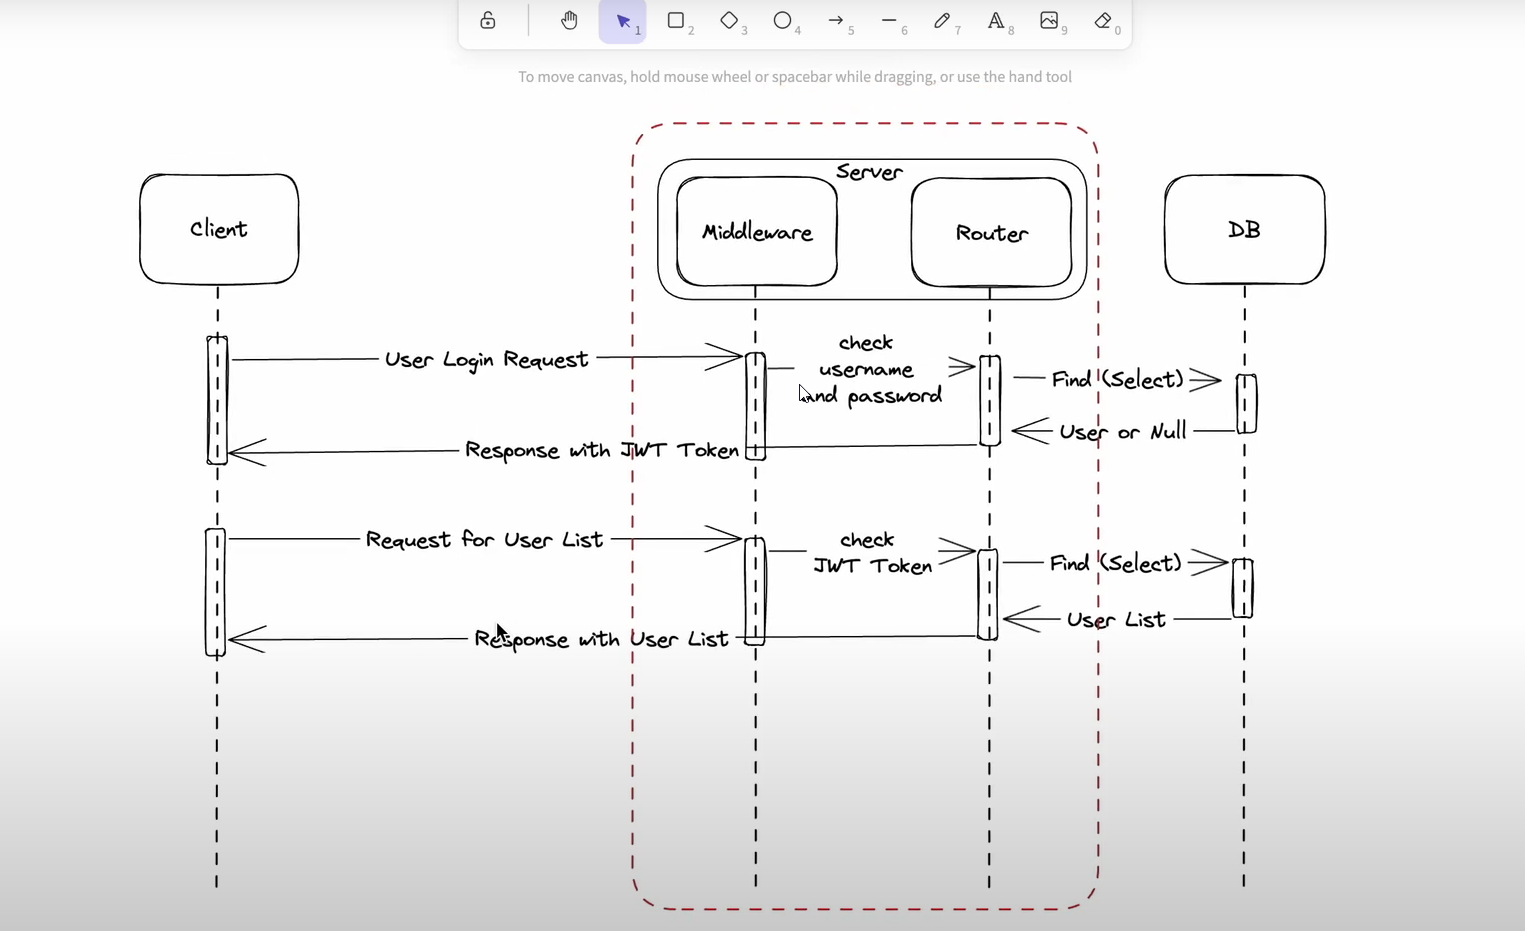 1
2
3
4
5
6
7
8
9
0
To move canvas, hold mouse wheel or spacebar while dragging, or use the hand tool
Server
Client
Middleware
Router
DB
User Login Request
check
username
and password
Find (Select)
User or Null
Response with JWT Token
Request for User List
check
JWT Token
Find (Select)
User List
Response with User List